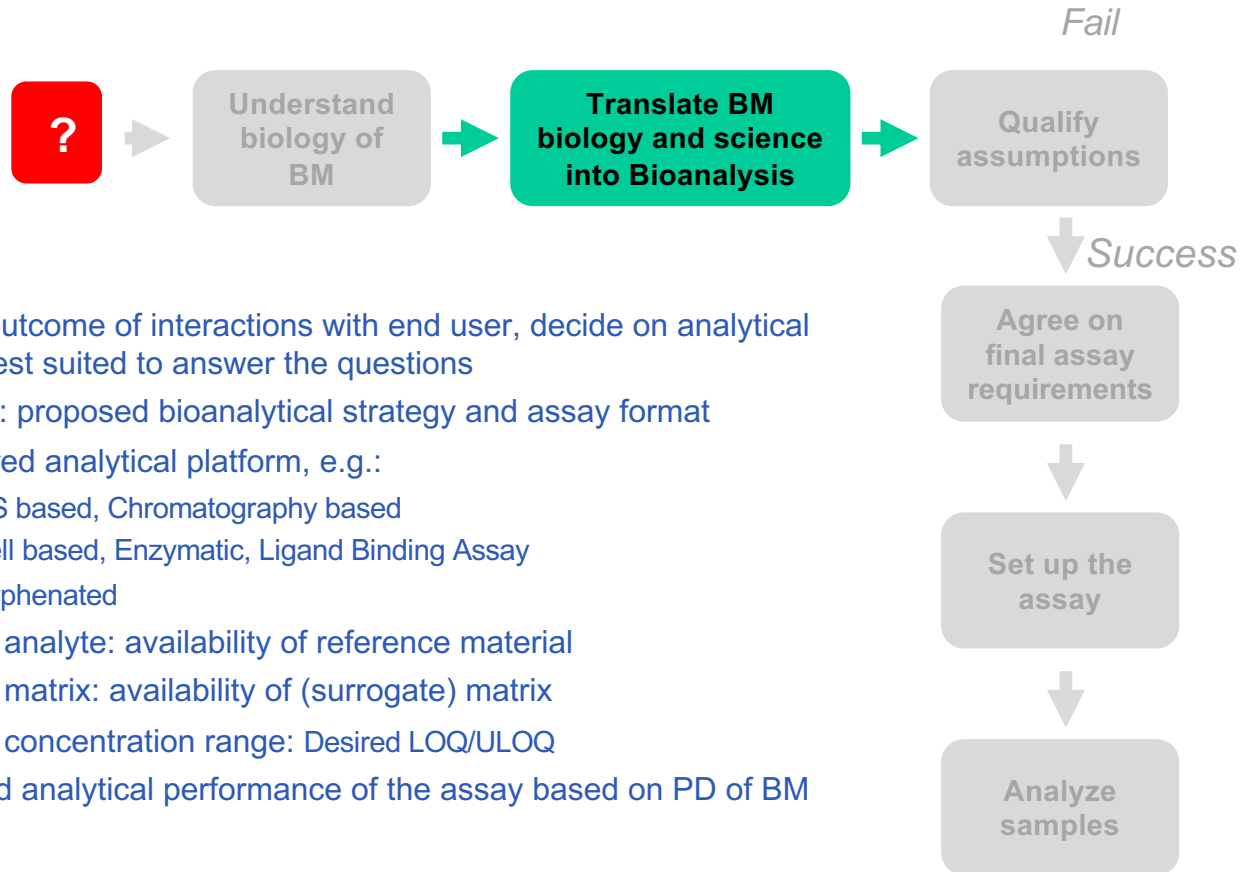 Fail
?
Understand
biology of
BM
Translate BM
biology and science
into Bioanalysis
Qualify
assumptions
Success
outcome of interactions with end user, decide on analytical
est suited to answer the questions
: proposed bioanalytical strategy and assay format
ed analytical platform, e.g.:
S based, Chromatography based
ll based, Enzymatic, Ligand Binding Assay
phenated
analyte: availability of reference material
matrix: availability of (surrogate) matrix
concentration range: Desired LOQ/ULOQ
d analytical performance of the assay based on PD of BM
Agree on
final assay
requirements
Set up the
assay
Analyze
samples